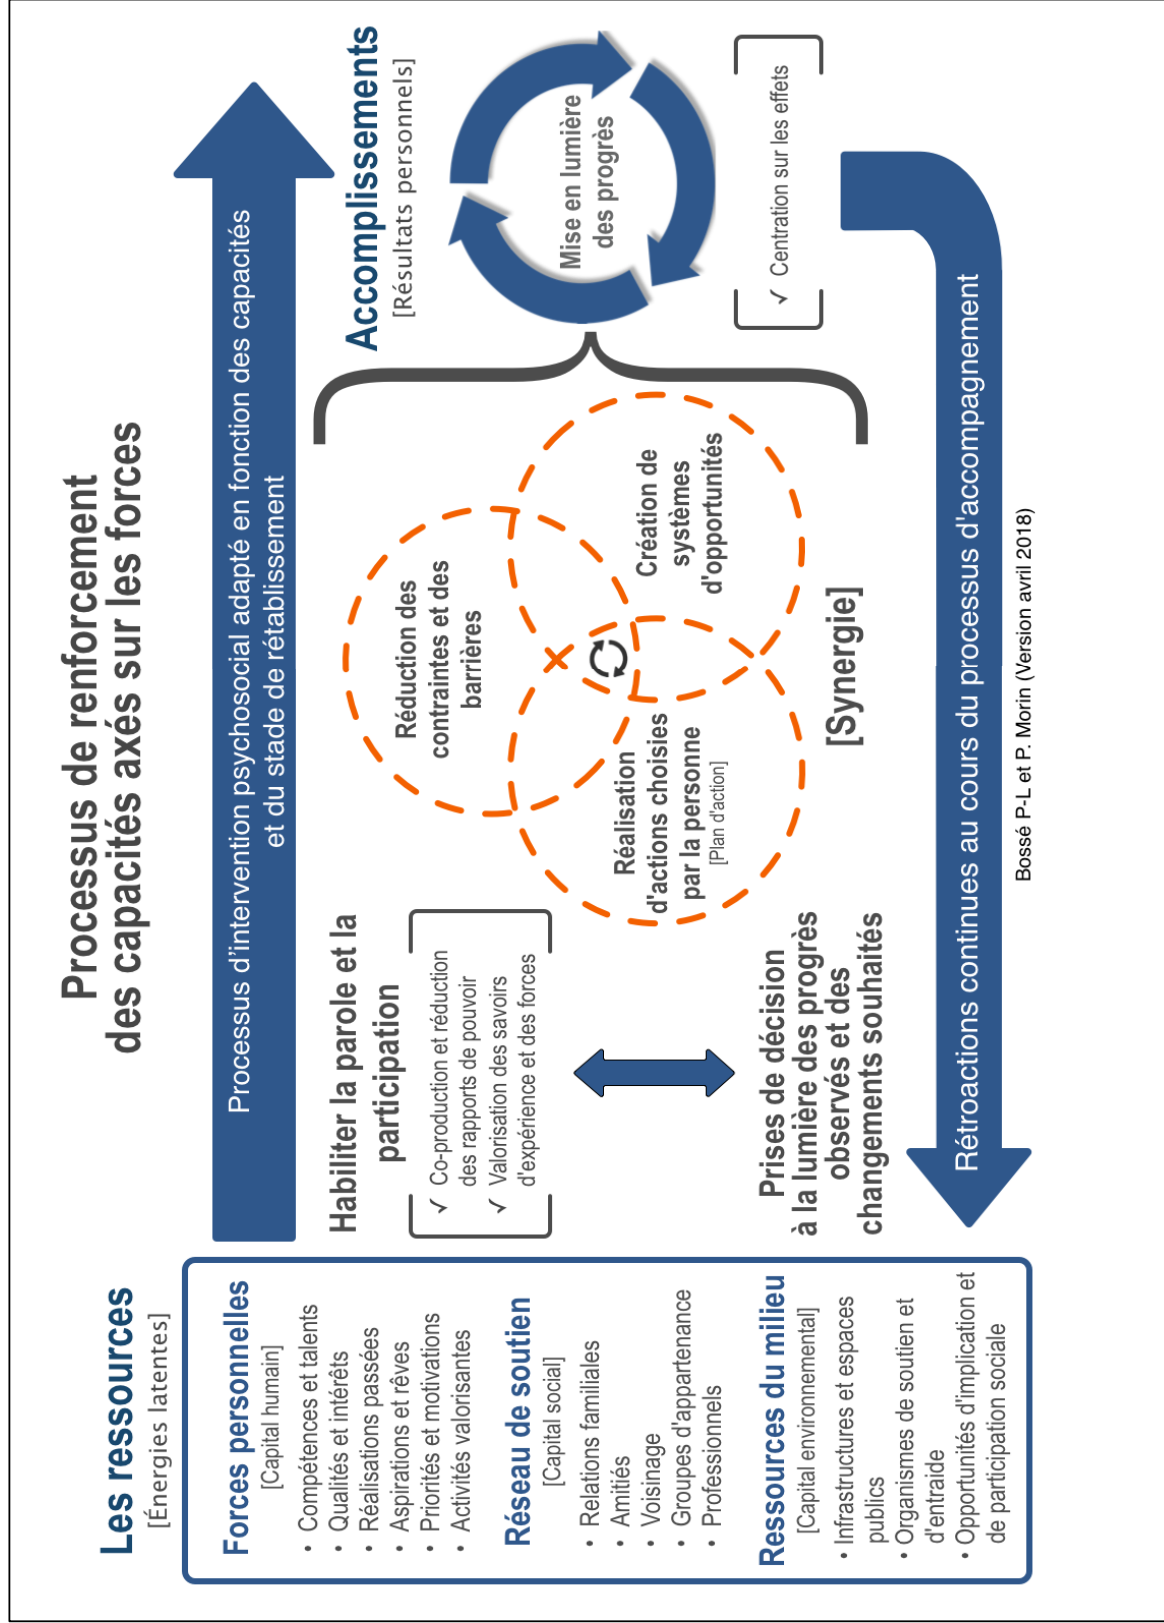 Processus de renforcement
des capacités axés sur les forces
Les ressources
[Énergies latentes]
Forces personnelles
[Capital humain]
• Compétences et talents
• Qualités et intérêts
• Réalisations passées
• Aspirations et rêves
• Priorités et motivations
• Activités valorisantes
Réseau de soutien
[Capital social]
• Relations familiales
• Amitiés
• Voisinage
• Groupes d'appartenance
• Professionnels
Ressources du milieu
[Capital environnemental]
• Infrastructures et espaces
publics
• Organismes de soutien et
d'entraide
• Opportunités d'implication et
de participation sociale
Processus d'intervention psychosocial adapté en fonction des capacités
et du stade de rétablissement
Habiliter la parole et la
participation
✓ Co-production et réduction
des rapports de pouvoir
✓ Valorisation des savoirs
d'expérience et des forces
Prises de décision
à la lumière des progrès
observés et des
changements souhaités
Réduction des
contraintes et des
barrières
Réalisation
d'actions choisies
par la personne
[Plan d'action]
Création de
systèmes
d'opportunités
[Synergie]
Accomplissements
[Résultats personnels]
Mise en lumière
des progrès
✓ Centration sur les effets
Rétroactions continues au cours du processus d'accompagnement
Bossé P-L et P. Morin (Version avril 2018)